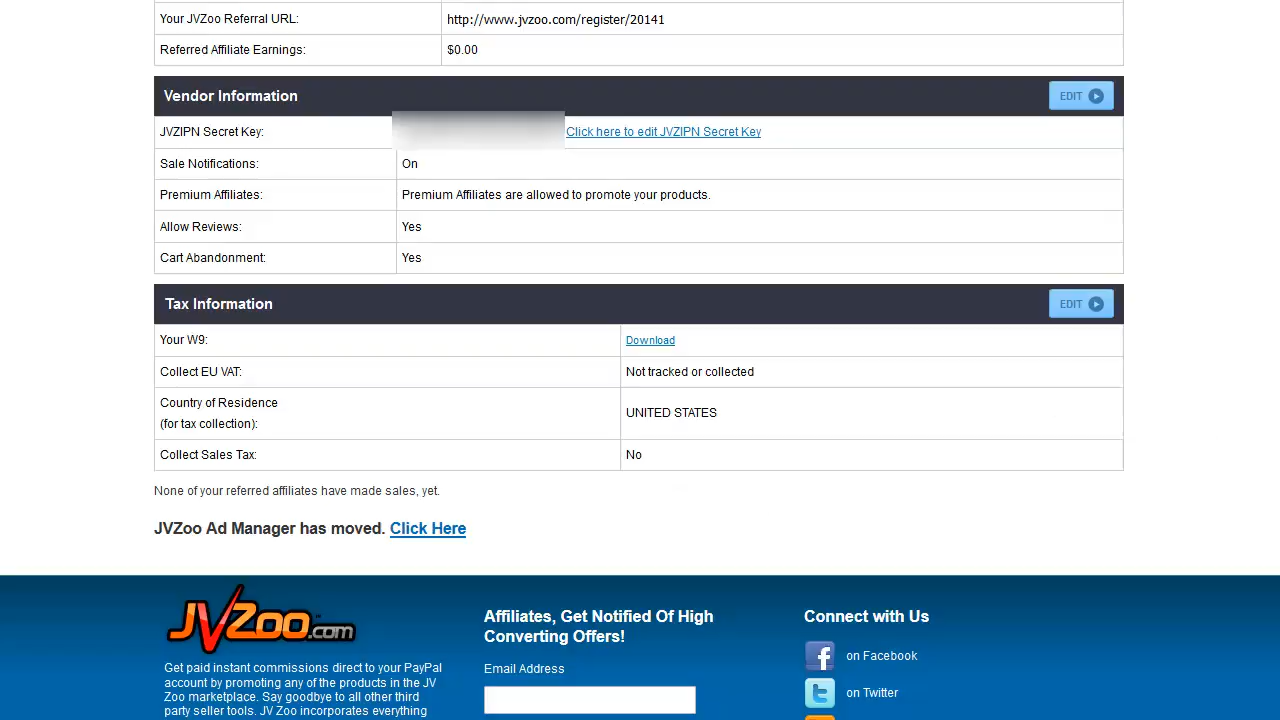 Your JVZoo Referral URL: http://www.jvzoo.com/register/20141
Referred Affiliate Earnings: $0.00
Vendor Information EDIT
JVZIPN Secret Key: Click here to edit JVZIPN Secret Key
Sale Notifications: On
Premium Affiliates: Premium Affiliates are allowed to promote your products.
Allow Reviews: Yes
Cart Abandonment: Yes
Tax Information EDIT
Your W9: Download
Collect EU VAT: Not tracked or collected
Country of Residence
(for tax collection): UNITED STATES
Collect Sales Tax: No
None of your referred affiliates have made sales, yet.
JVZoo Ad Manager has moved. Click Here
JVZoo.com
Get paid instant commissions direct to your PayPal
account by promoting any of the products in the JV
Zoo marketplace. Say goodbye to all other third
party seller tools. JV Zoo incorporates everything
Affiliates, Get Notified Of High
Converting Offers!
Email Address
Connect with Us
on Facebook
on Twitter